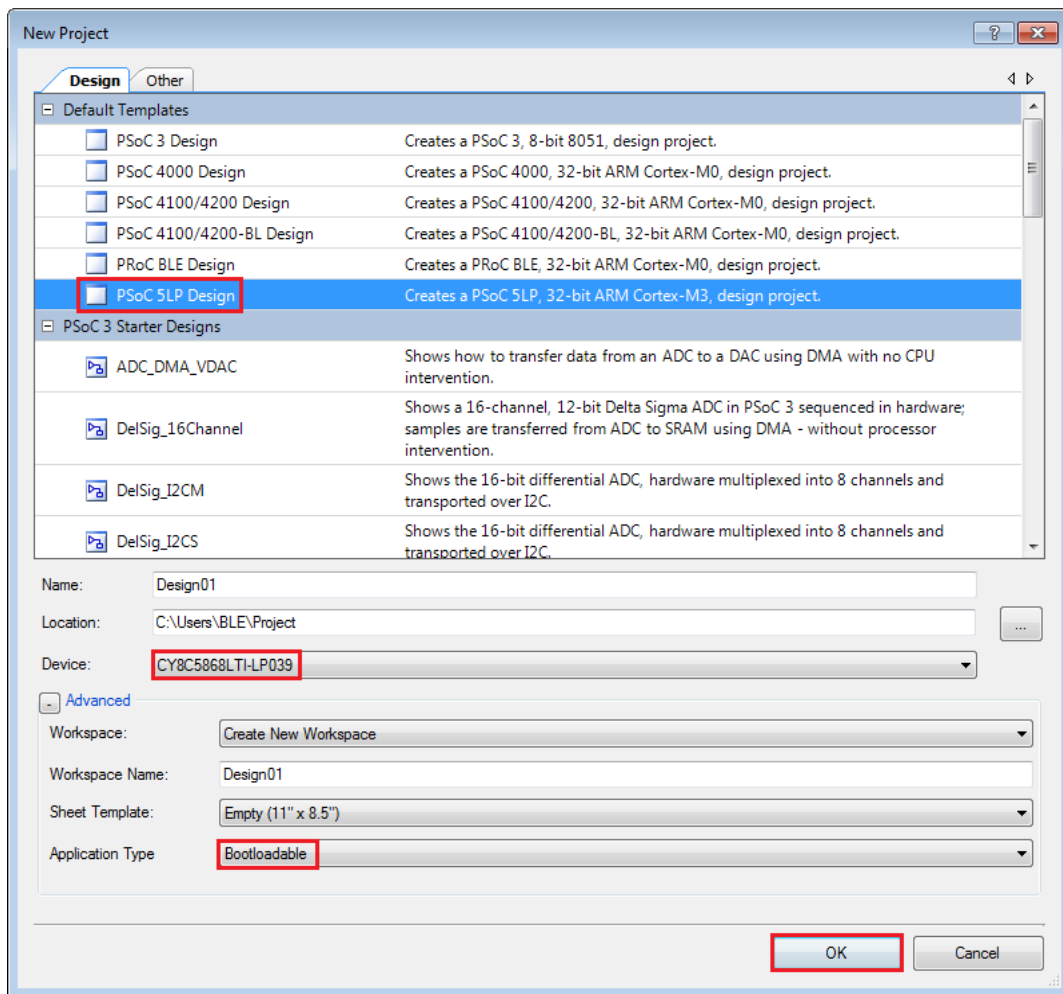 New Project
Design Other
Default Templates
PSoC 3 Design Creates a PSoC 3, 8-bit 8051, design project.
PSoC 4000 Design Creates a PSoC 4000, 32-bit ARM Cortex-M0, design project.
PSoC 4100/4200 Design Creates a PSoC 4100/4200, 32-bit ARM Cortex-M0, design project.
PSoC 4100/4200-BL Design Creates a PSoC 4100/4200-BL, 32-bit ARM Cortex-M0, design project.
PRoC BLE Design Creates a PRoC BLE, 32-bit ARM Cortex-M0, design project.
PSoC 5LP Design Creates a PSoC 5LP, 32-bit ARM Cortex-M3, design project.
PSoC 3 Starter Designs
ADC_DMA_VDAC Shows how to transfer data from an ADC to a DAC using DMA with no CPU
intervention.
DelSig_16Channel Shows a 16-channel, 12-bit Delta Sigma ADC in PSoC 3 sequenced in hardware;
samples are transferred from ADC to SRAM using DMA - without processor
intervention.
DelSig_I2CM Shows the 16-bit differential ADC, hardware multiplexed into 8 channels and
transported over I2C.
DelSig_I2CS Shows the 16-bit differential ADC, hardware multiplexed into 8 channels and
transported over I2C.
Name: Design01
Location: C:\Users\BLE\Project ...
Device: CY8C5868LTI-LP039
Advanced
Workspace: Create New Workspace
Workspace Name: Design01
Sheet Template: Empty (11" x 8.5")
Application Type Bootloadable
OK Cancel